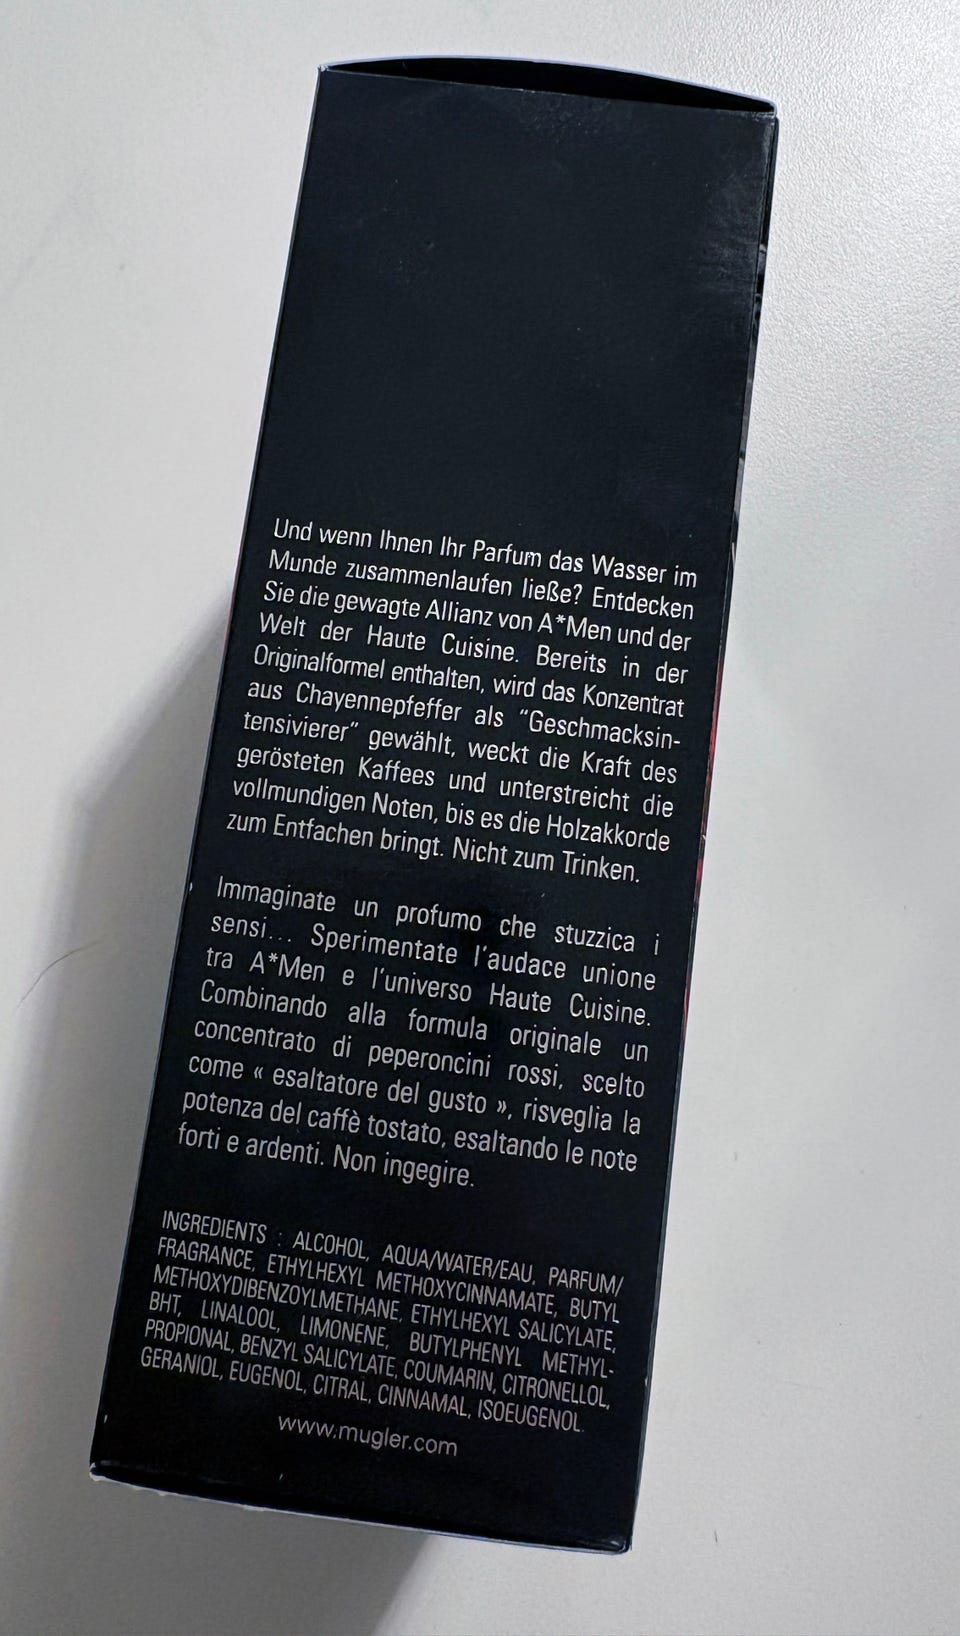 Und wenn Ihnen Ihr Parfum das Wasser im
Munde zusammenlaufen ließe? Entdecken
Sie die gewagte Allianz von A*Men und der
Welt der Haute Cuisine. Bereits in der
Originalformel enthalten, wird das Konzentrat
aus Chayennepfeffer als "Geschmacksin-
tensivierer" gewählt, weckt die Kraft des
gerösteten Kaffees und unterstreicht die
vollmundigen Noten, bis es die Holzakkorde
zum Entfachen bringt. Nicht zum Trinken.
Immaginate un profumo che stuzzica i
sensi... Sperimentate l'audace unione
tra A*Men e l'universo Haute Cuisine.
Combinando alla formula originale un
concentrato di peperoncini rossi, scelto
come « esaltatore del gusto », risveglia la
potenza del caffè tostato, esaltando le note
forti e ardenti. Non ingegire.
INGREDIENTS : ALCOHOL, AQUA/WATER/EAU, PARFUM/
FRAGRANCE, ETHYLHEXYL METHOXYCINNAMATE, BUTYL
METHOXYDIBENZOYLMETHANE, ETHYLHEXYL SALICYLATE,
BHT, LINALOOL, LIMONENE, BUTYLPHENYL METHYL-
PROPIONAL, BENZYL SALICYLATE, COUMARIN, CITRONELLOL,
GERANIOL, EUGENOL, CITRAL, CINNAMAL, ISOEUGENOL.
www.mugler.com